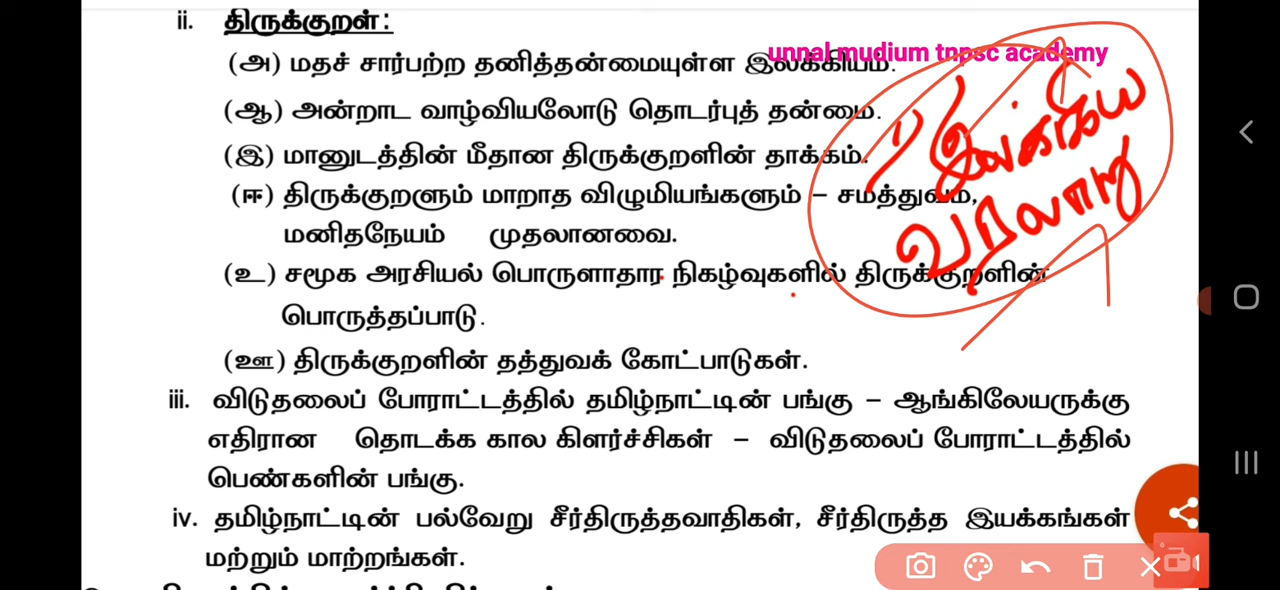 ii. திருக்குறள் :
unnal mudium tnpsc academy
(அ) மதச் சார்பற்ற தனித்தன்மையுள்ள இலக்கியம்.
(ஆ) அன்றாட வாழ்வியலோடு தொடர்புத் தன்மை.
(இ) மானுடத்தின் மீதான திருக்குறளின் தாக்கம்.
(ஈ) திருக்குறளும் மாறாத விழுமியங்களும் – சமத்துவம்,
மனிதநேயம் முதலானவை.
(உ) சமூக அரசியல் பொருளாதார நிகழ்வுகளில் திருக்குறளின்
பொருத்தப்பாடு.
(ஊ) திருக்குறளின் தத்துவக் கோட்பாடுகள்.
இலக்கிய
வரலாறு
iii. விடுதலைப் போராட்டத்தில் தமிழ்நாட்டின் பங்கு – ஆங்கிலேயருக்கு
எதிரான தொடக்க கால கிளர்ச்சிகள் – விடுதலைப் போராட்டத்தில்
பெண்களின் பங்கு.
iv. தமிழ்நாட்டின் பல்வேறு சீர்திருத்தவாதிகள், சீர்திருத்த இயக்கங்கள்
மற்றும் மாற்றங்கள்.